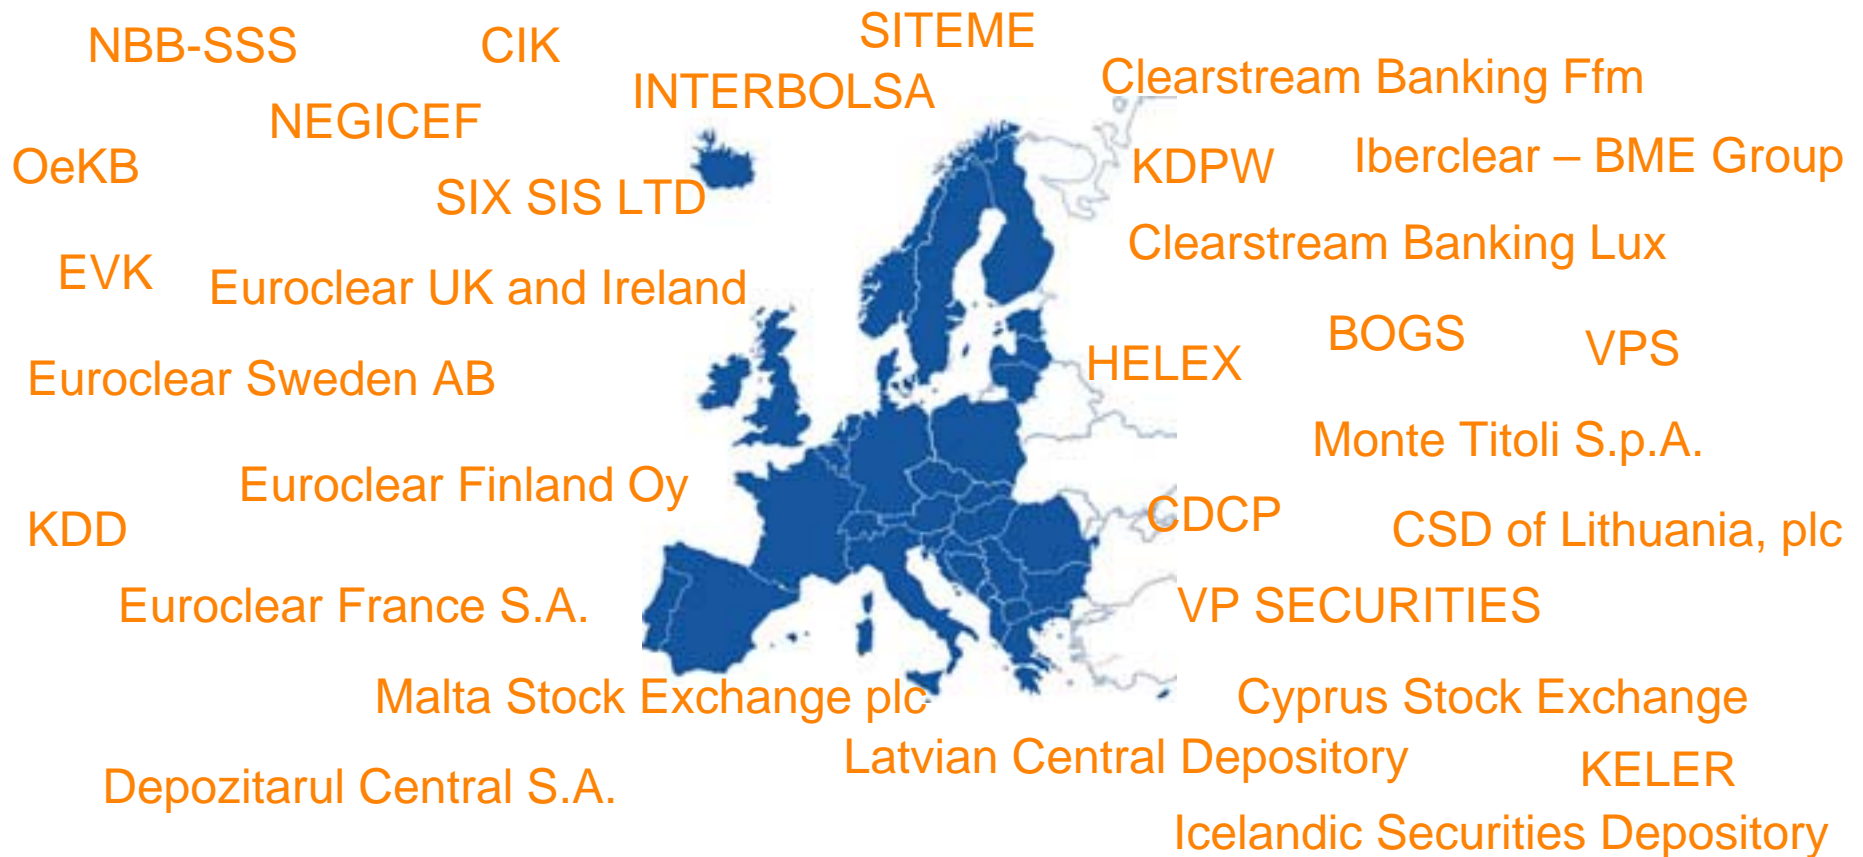 SITEME
NBB-SSS
CIK
Clearstream Banking Ffm
INTERBOLSA
NEGICEF
Iberclear – BME Group
OeKB
KDPW
SIX SIS LTD
Clearstream Banking Lux
EVK
Euroclear UK and Ireland
BOGS
VPS
HELEX
Euroclear Sweden AB
Monte Titoli S.p.A.
Euroclear Finland Oy
CDCP
KDD
CSD of Lithuania, plc
Euroclear France S.A.
VP SECURITIES
Malta Stock Exchange plc
Cyprus Stock Exchange
Latvian Central Depository
KELER
Depozitarul Central S.A.
Icelandic Securities Depository